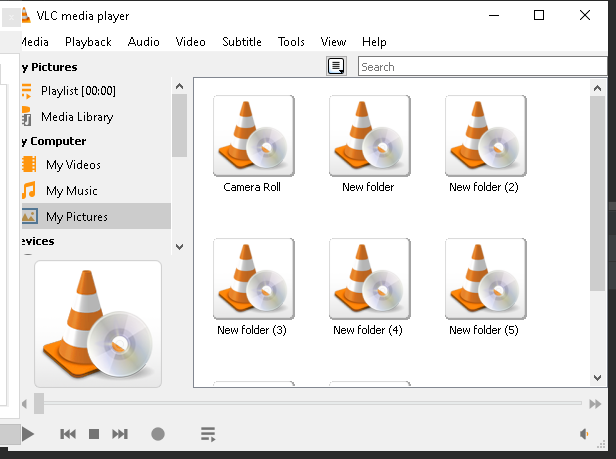 VLC media player
Media Playback Audio Video Subtitle Tools View Help
y Pictures
Search
Playlist [00:00]
Media Library
y Computer
My Videos
My Music
My Pictures
evices
Camera Roll
New folder
New folder (2)
New folder (3)
New folder (4)
New folder (5)